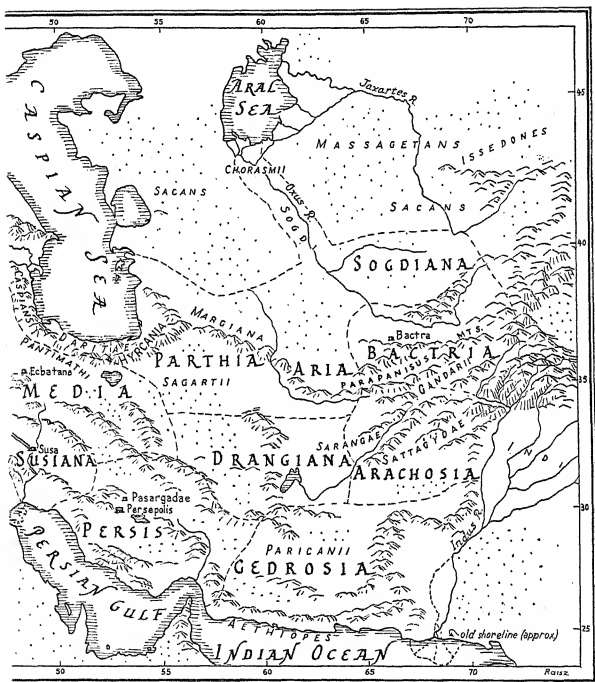 50 55 60 65 70
CASPIAN SEA
ARAL SEA
Jaxartes R.
45
MASSAGETANS
ISSEDONES
CHORASMII
SACANS
Oxus R.
SOGD
SACANS
40
SOGDIANA
CASPIANS
MARGIANA
Bactra
DARITAE
HYRCANIA
PANTIMATHI
PARTHIA
ARIA
BACTRIA
PARAPANISUS MTS.
GANDARII
35
Ecbatana
SAGARTII
MEDIA
SARANGAE
SATTAGYDAE
Susa
SUSIANA
DRANGIANA
ARACHOSIA
INDI
30
Pasargadae
Persepolis
PERSIS
PARICANII
Indus R.
GEDROSIA
PERSIAN GULF
AETHIOPES
old shoreline (approx.)
25
INDIAN OCEAN
50 55 60 65 70
Raisz